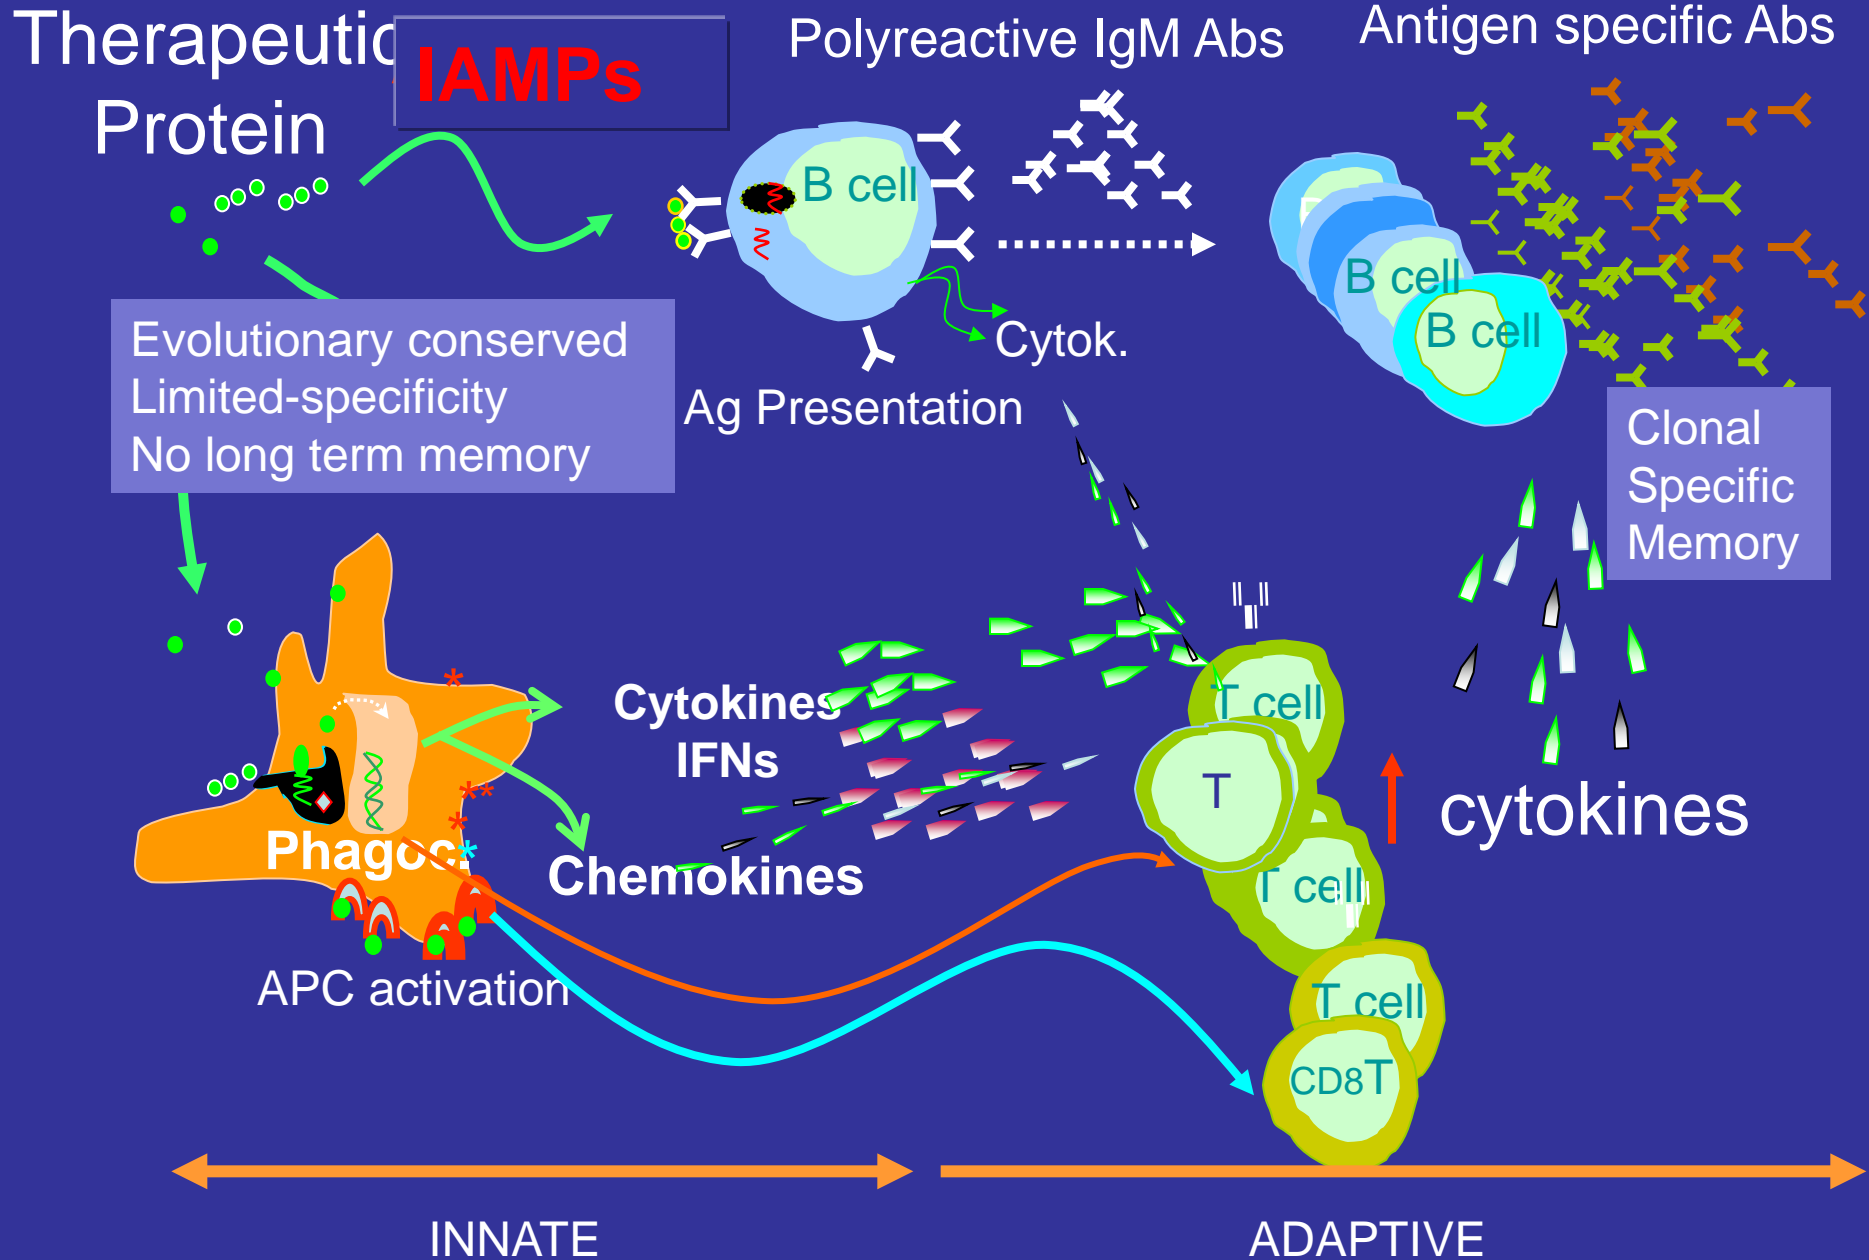 Therapeutic
Protein
IAMPs
Polyreactive IgM Abs
Antigen specific Abs
B cell
B cell
B cell
Cytok.
Ag Presentation
Evolutionary conserved
Limited-specificity
No long term memory
Clonal
Specific
Memory
Cytokines
IFNs
Chemokines
Phagoc.
APC activation
T cell
T
T cell
T cell
CD8T
cytokines
INNATE
ADAPTIVE